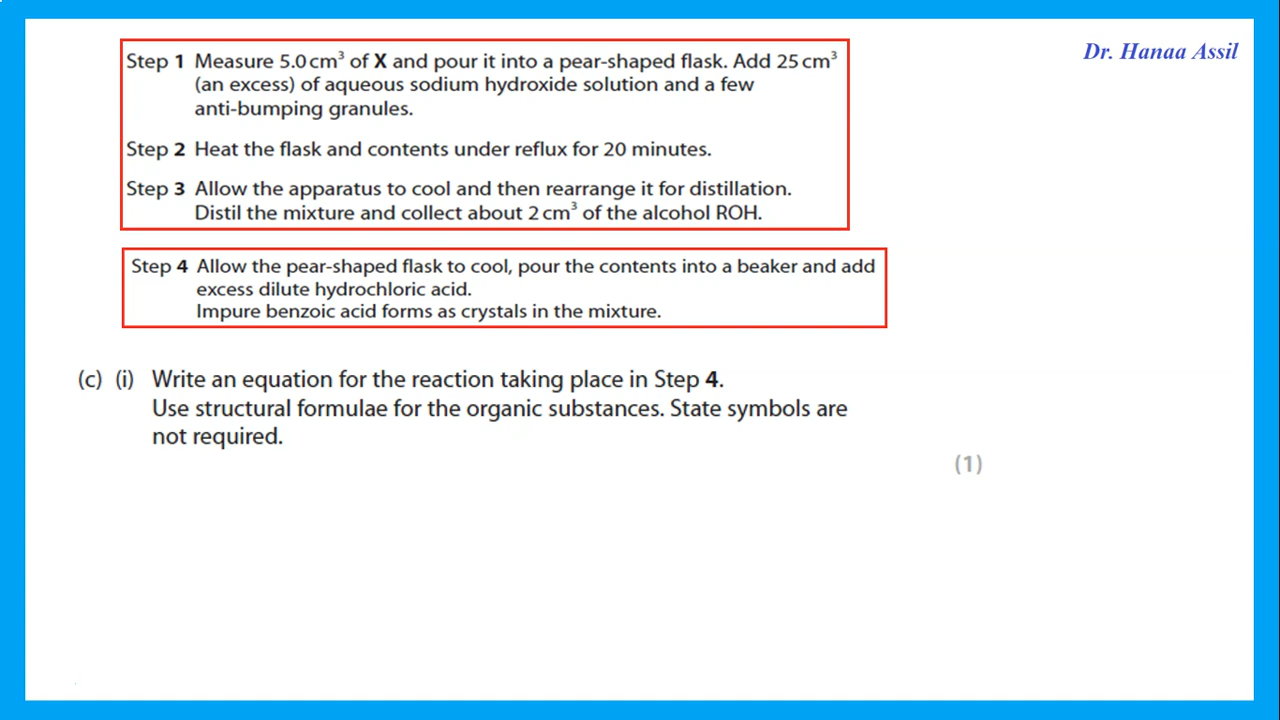 Dr. Hanaa Assil
Step 1 Measure 5.0 cm³ of X and pour it into a pear-shaped flask. Add 25 cm³
(an excess) of aqueous sodium hydroxide solution and a few
anti-bumping granules.
Step 2 Heat the flask and contents under reflux for 20 minutes.
Step 3 Allow the apparatus to cool and then rearrange it for distillation.
Distil the mixture and collect about 2 cm³ of the alcohol ROH.
Step 4 Allow the pear-shaped flask to cool, pour the contents into a beaker and add
excess dilute hydrochloric acid.
Impure benzoic acid forms as crystals in the mixture.
(c) (i) Write an equation for the reaction taking place in Step 4.
Use structural formulae for the organic substances. State symbols are
not required.
(1)